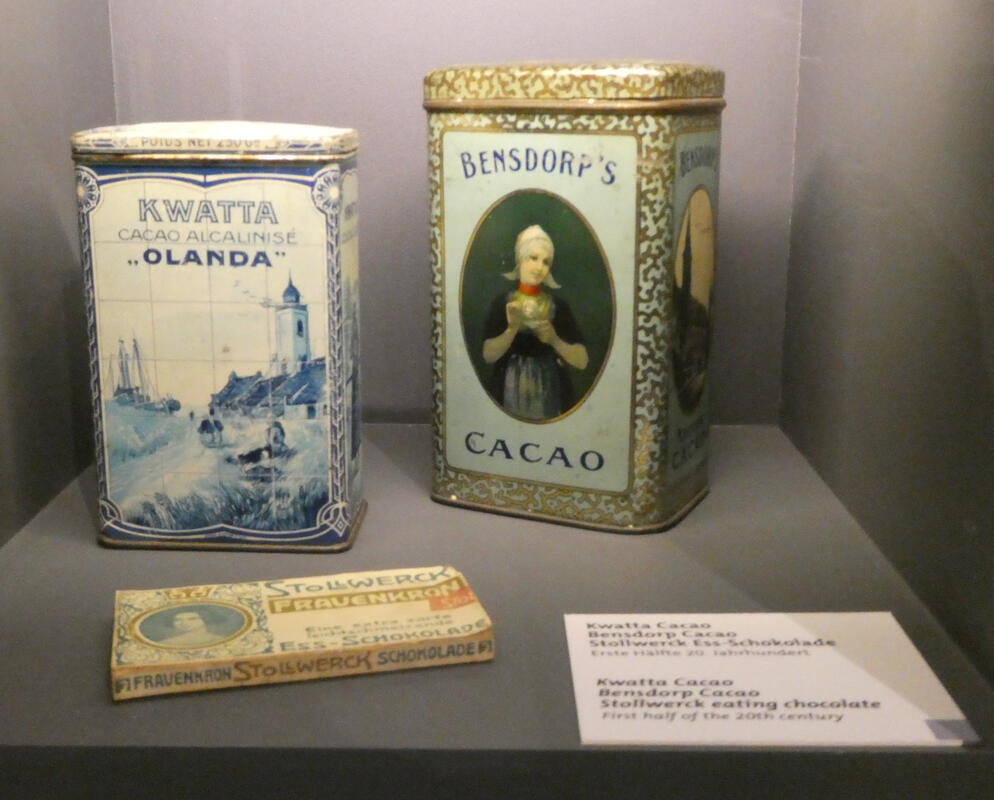 POIDS NET 250 Gr
KWATTA
CACAO ALCALINISÉ
„OLANDA”
BENSDORP'S
CACAO
BENSDORP'S
STOLLWERCK
FRAUENKRON
Eine extra zarte
ESS-SCHOKOLADE
FRAUENKRON STOLLWERCK SCHOKOLADE
Kwatta Cacao
Bensdorp Cacao
Stollwerck Ess-Schokolade
Erste Hälfte 20. Jahrhundert
Kwatta Cacao
Bensdorp Cacao
Stollwerck eating chocolate
First half of the 20th century